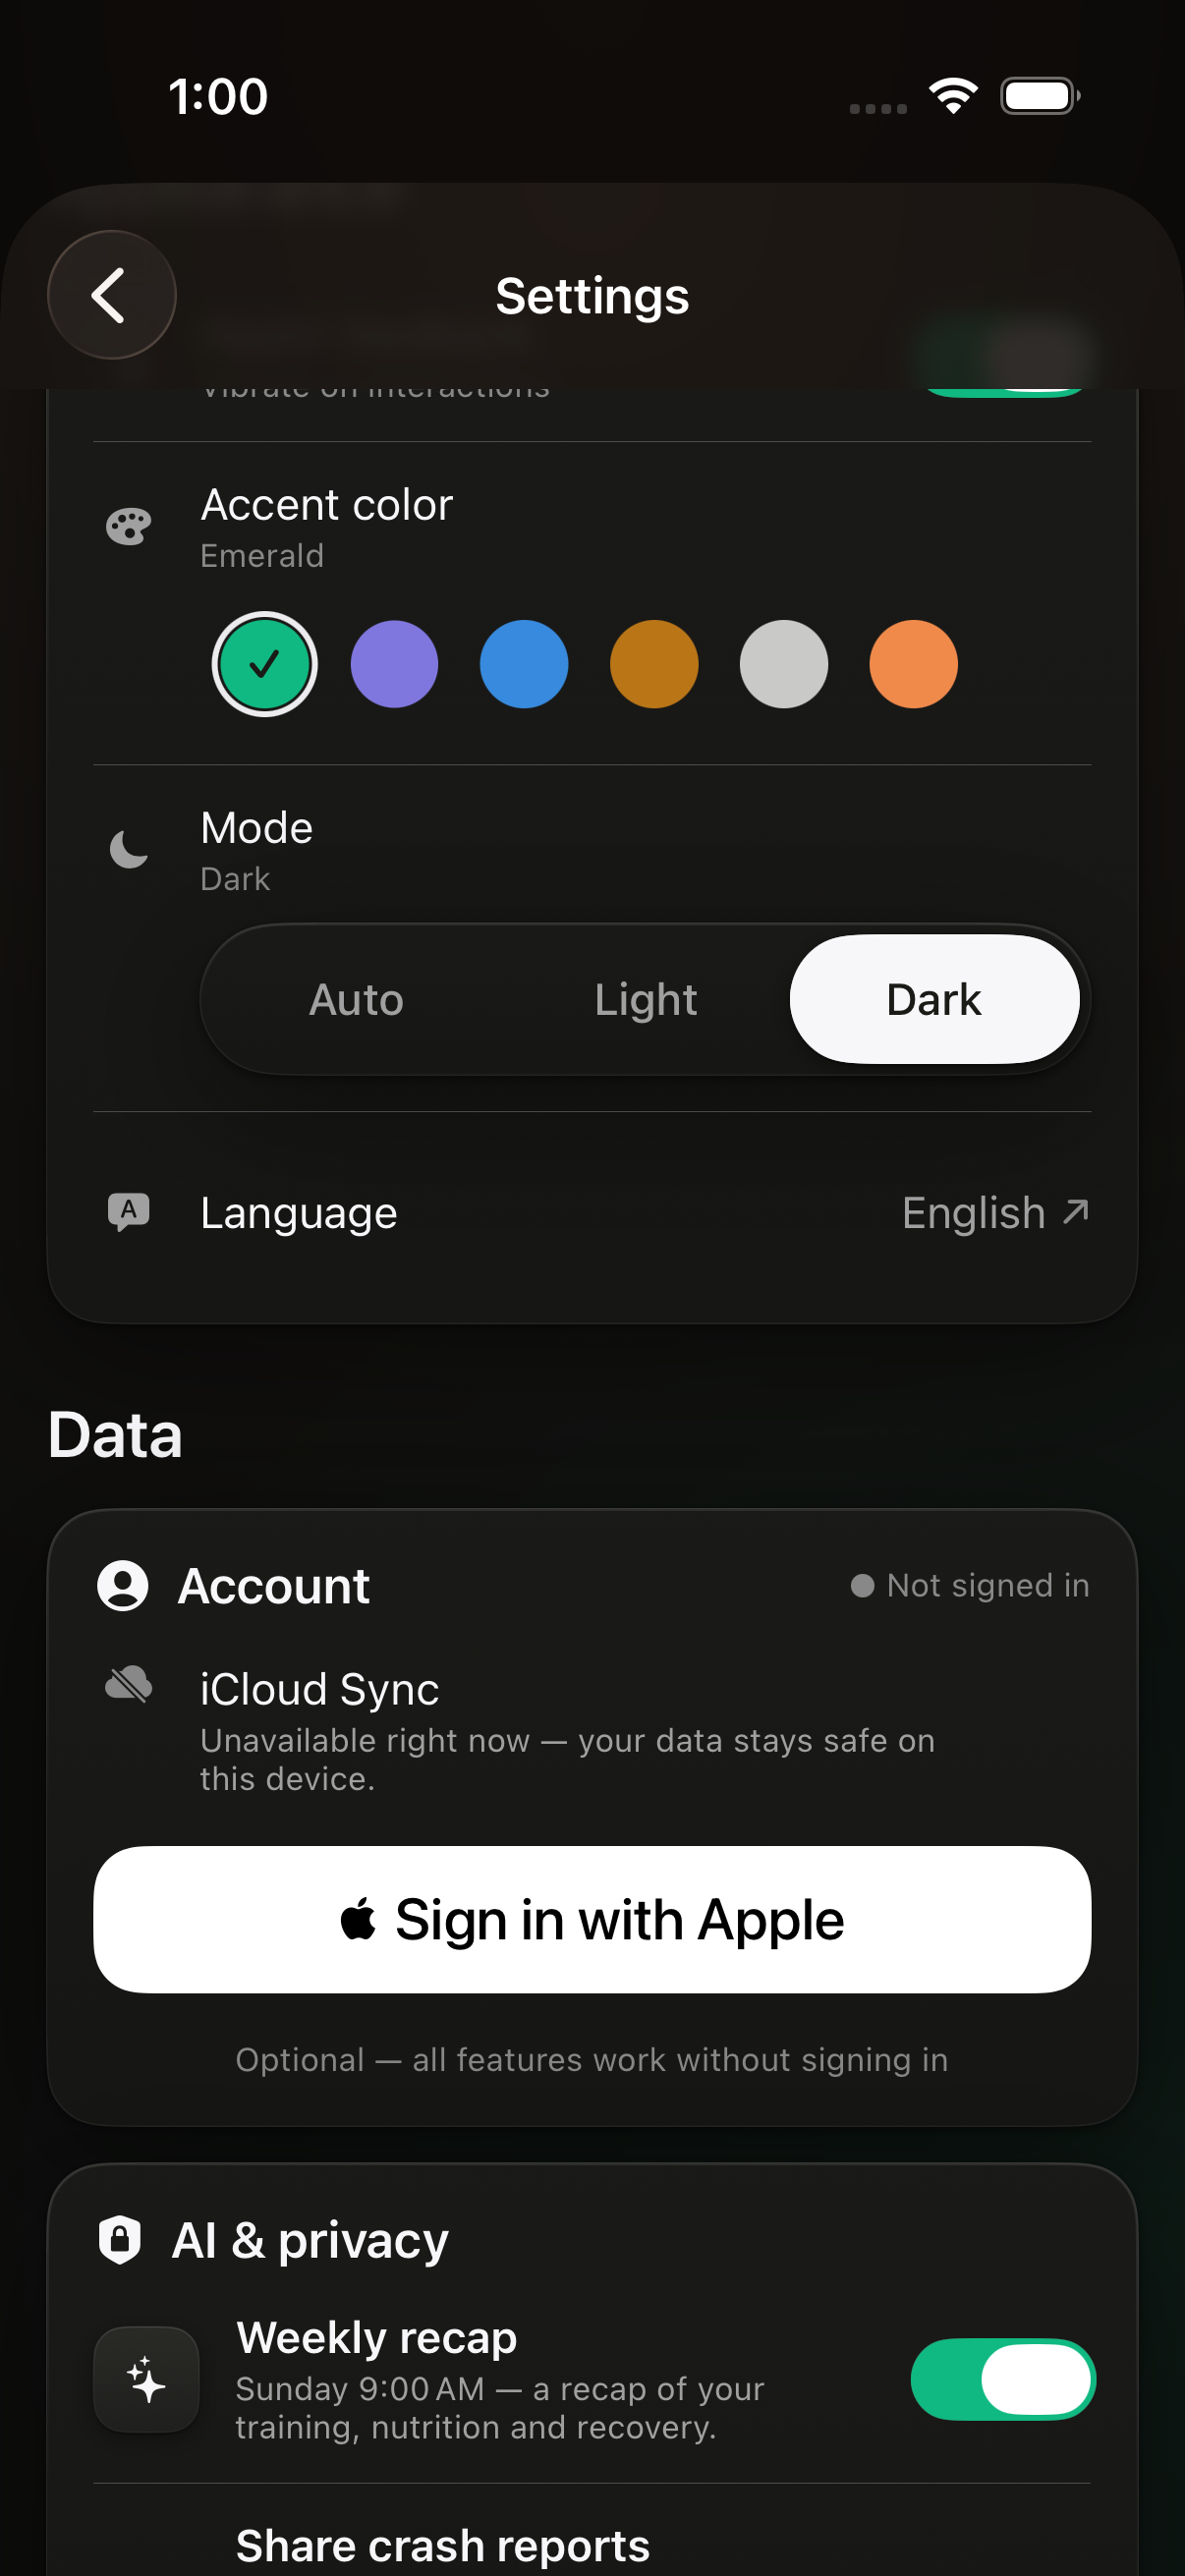 1:00
Settings
Vibrate on interactions
Accent color
Emerald
Mode
Dark
Auto
Light
Dark
A
Language
English
Data
Account
Not signed in
iCloud Sync
Unavailable right now — your data stays safe on
this device.
Sign in with Apple
Optional — all features work without signing in
AI & privacy
Weekly recap
Sunday 9:00 AM — a recap of your
training, nutrition and recovery.
Share crash reports